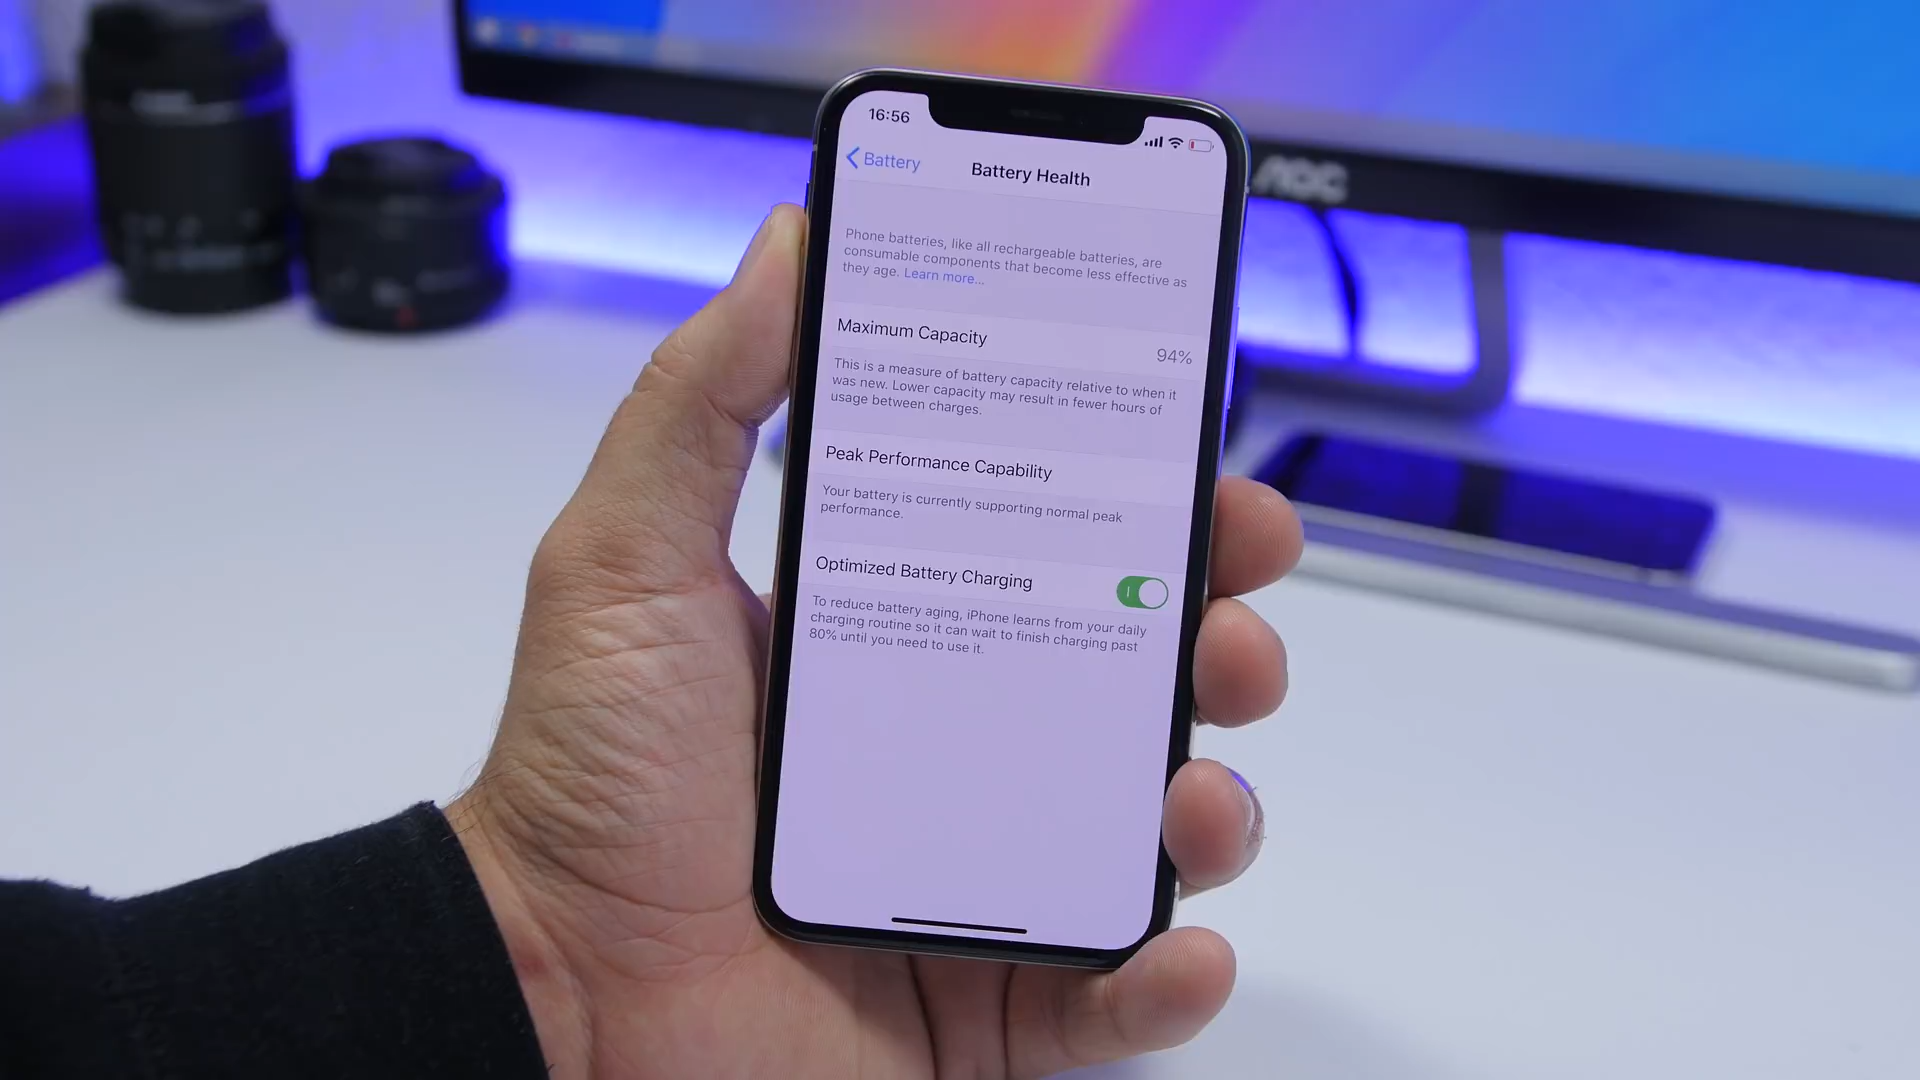 16:56
Battery
Battery Health
Phone batteries, like all rechargeable batteries, are
consumable components that become less effective as
they age. Learn more...
Maximum Capacity
94%
This is a measure of battery capacity relative to when it
was new. Lower capacity may result in fewer hours of
usage between charges.
Peak Performance Capability
Your battery is currently supporting normal peak
performance.
Optimized Battery Charging
To reduce battery aging, iPhone learns from your daily
charging routine so it can wait to finish charging past
80% until you need to use it.
AOC